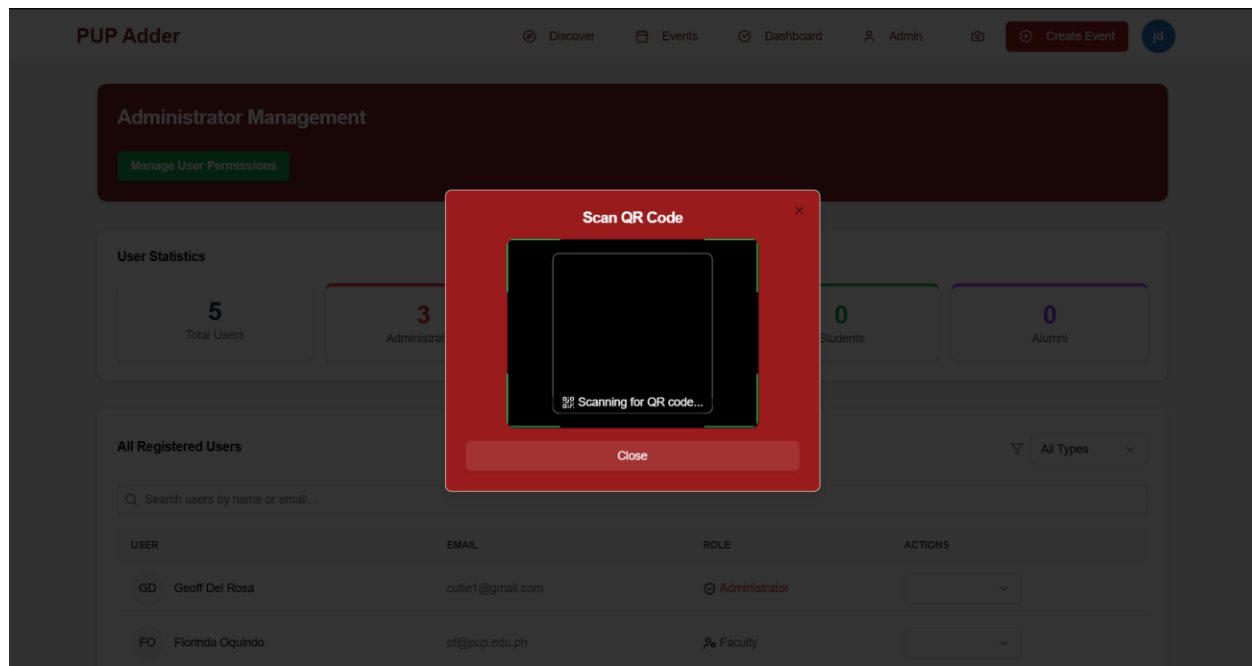 PUP Adder
Discover
Events
Dashboard
Admin
Create Event
jd
Administrator Management
Manage User Permissions
Scan QR Code
×
User Statistics
5
Total Users
3
0
Students
0
Alumni
Scanning for QR code...
Close
All Registered Users
All Types
Search users by name or email...
USER EMAIL ROLE ACTIONS
GD Geoff Del Rosa cutie1@gmail.com Administrator
FO Florinda Oquindo of@pup.edu.ph Faculty